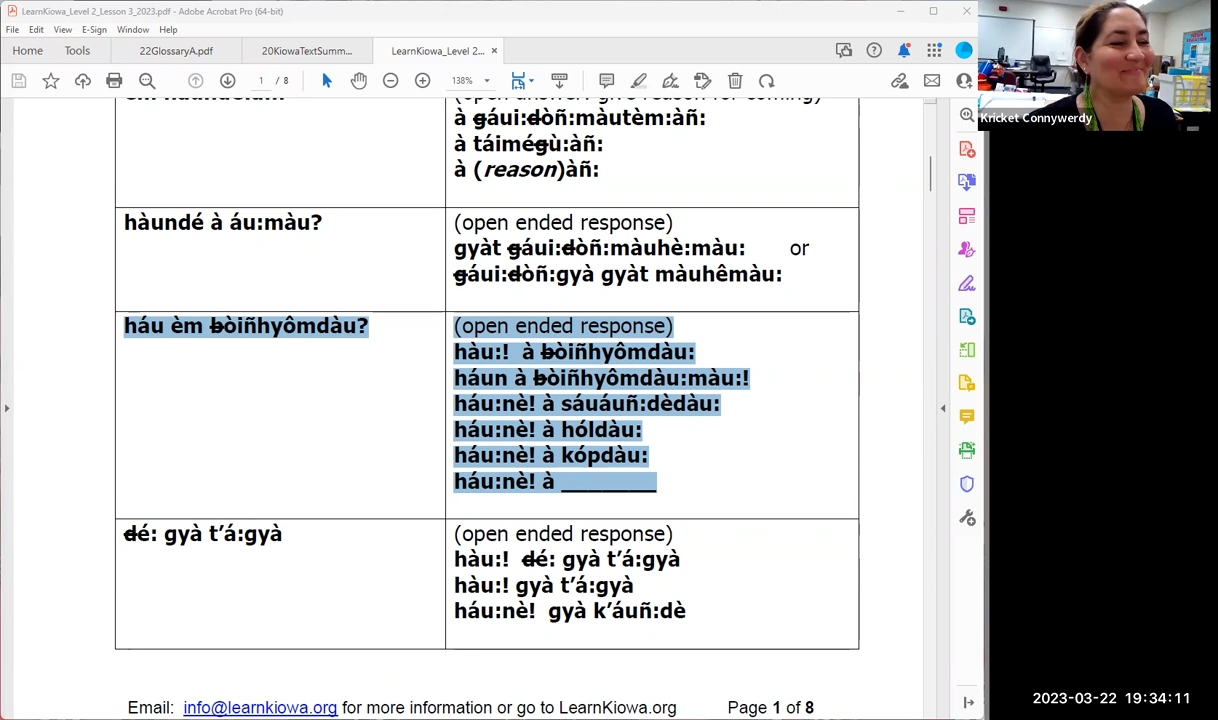 LearnKiowa_Level 2_Lesson 3_2023.pdf - Adobe Acrobat Pro (64-bit)
File Edit View E-Sign Window Help
Home Tools 22GlossaryA.pdf 20KiowaTextSumm... LearnKiowa_Level 2... ×
1 / 8 138%
Kricket Connywerdy
à g̶áui:d̶òñ:màutèm:àñ:
à táimég̶ù:àñ:
à (reason)àñ:
hàundé à áu:màu?
(open ended response)
gyàt g̶áui:d̶òñ:màuhè:màu: or
g̶áui:d̶òñ:gyà gyàt màuhêmàu:
háu èm b̶òiñhyômdàu?
(open ended response)
hàu:! à b̶òiñhyômdàu:
háun à b̶òiñhyômdàu:màu:!
háu:nè! à sáuáuñ:dèdàu:
háu:nè! à hóldàu:
háu:nè! à kópdàu:
háu:nè! à _________
d̶é: gyà t’á:gyà
(open ended response)
hàu:! d̶é: gyà t’á:gyà
hàu:! gyà t’á:gyà
háu:nè! gyà k’áuñ:dè
Email: info@learnkiowa.org for more information or go to LearnKiowa.org Page 1 of 8
2023-03-22 19:34:11